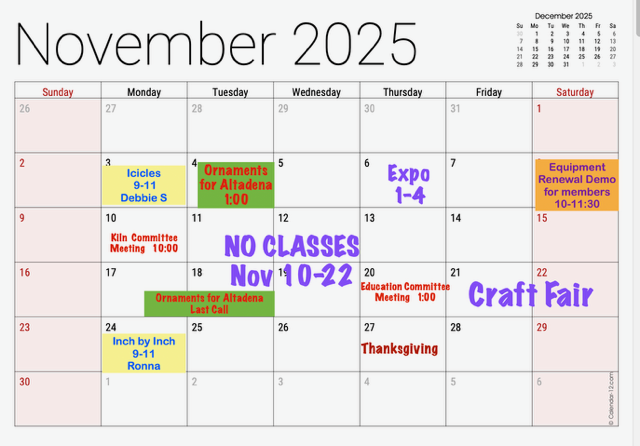 November 2025
December 2025
Su Mo Tu We Th Fr Sa
30 1 2 3 4 5 6
7 8 9 10 11 12 13
14 15 16 17 18 19 20
21 22 23 24 25 26 27
28 29 30 31 1 2 3
Sunday Monday Tuesday Wednesday Thursday Friday Saturday
26 27 28 29 30 31 1
2 3 4 5 6 7
Icicles
9-11
Debbie S
Ornaments
for Altadena
1:00
Expo
1-4
Equipment
Renewal Demo
for members
10-11:30
9 10 11 12 13 14 15
Kiln Committee
Meeting 10:00
NO CLASSES
Nov 10-22
16 17 18 19 20 21 22
Ornaments for Altadena
Last Call
Education Committee
Meeting 1:00
Craft Fair
23 24 25 26 27 28 29
Inch by Inch
9-11
Ronna
Thanksgiving
30 1 2 3 4 5 6
© Calendar-12.com